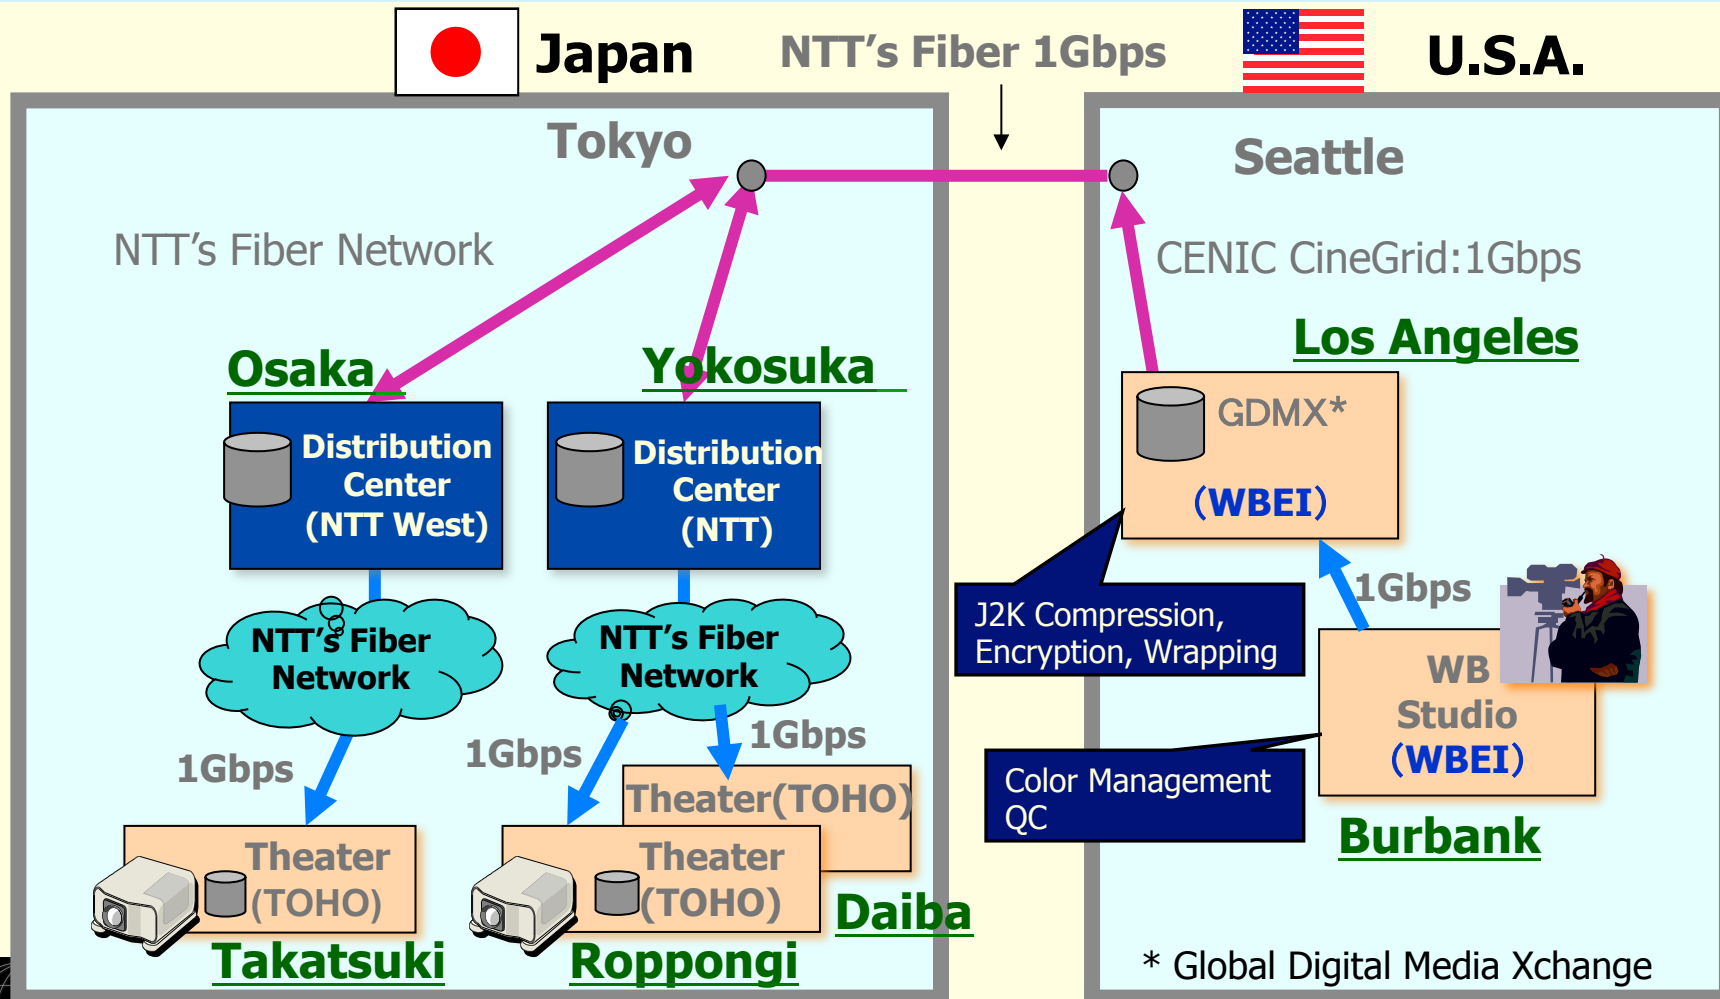 Japan
NTT’s Fiber 1Gbps
U.S.A.
Tokyo
Seattle
NTT’s Fiber Network
CENIC CineGrid:1Gbps
Los Angeles
Osaka
Yokosuka
GDMX*
(WBEI)
Distribution
Center
(NTT West)
Distribution
Center
(NTT)
J2K Compression,
Encryption, Wrapping
1Gbps
NTT’s Fiber
Network
NTT’s Fiber
Network
WB
Studio
(WBEI)
1Gbps
1Gbps
1Gbps
Color Management
QC
Theater(TOHO)
Burbank
Theater
(TOHO)
Theater
(TOHO)
Daiba
Takatsuki
Roppongi
* Global Digital Media Xchange